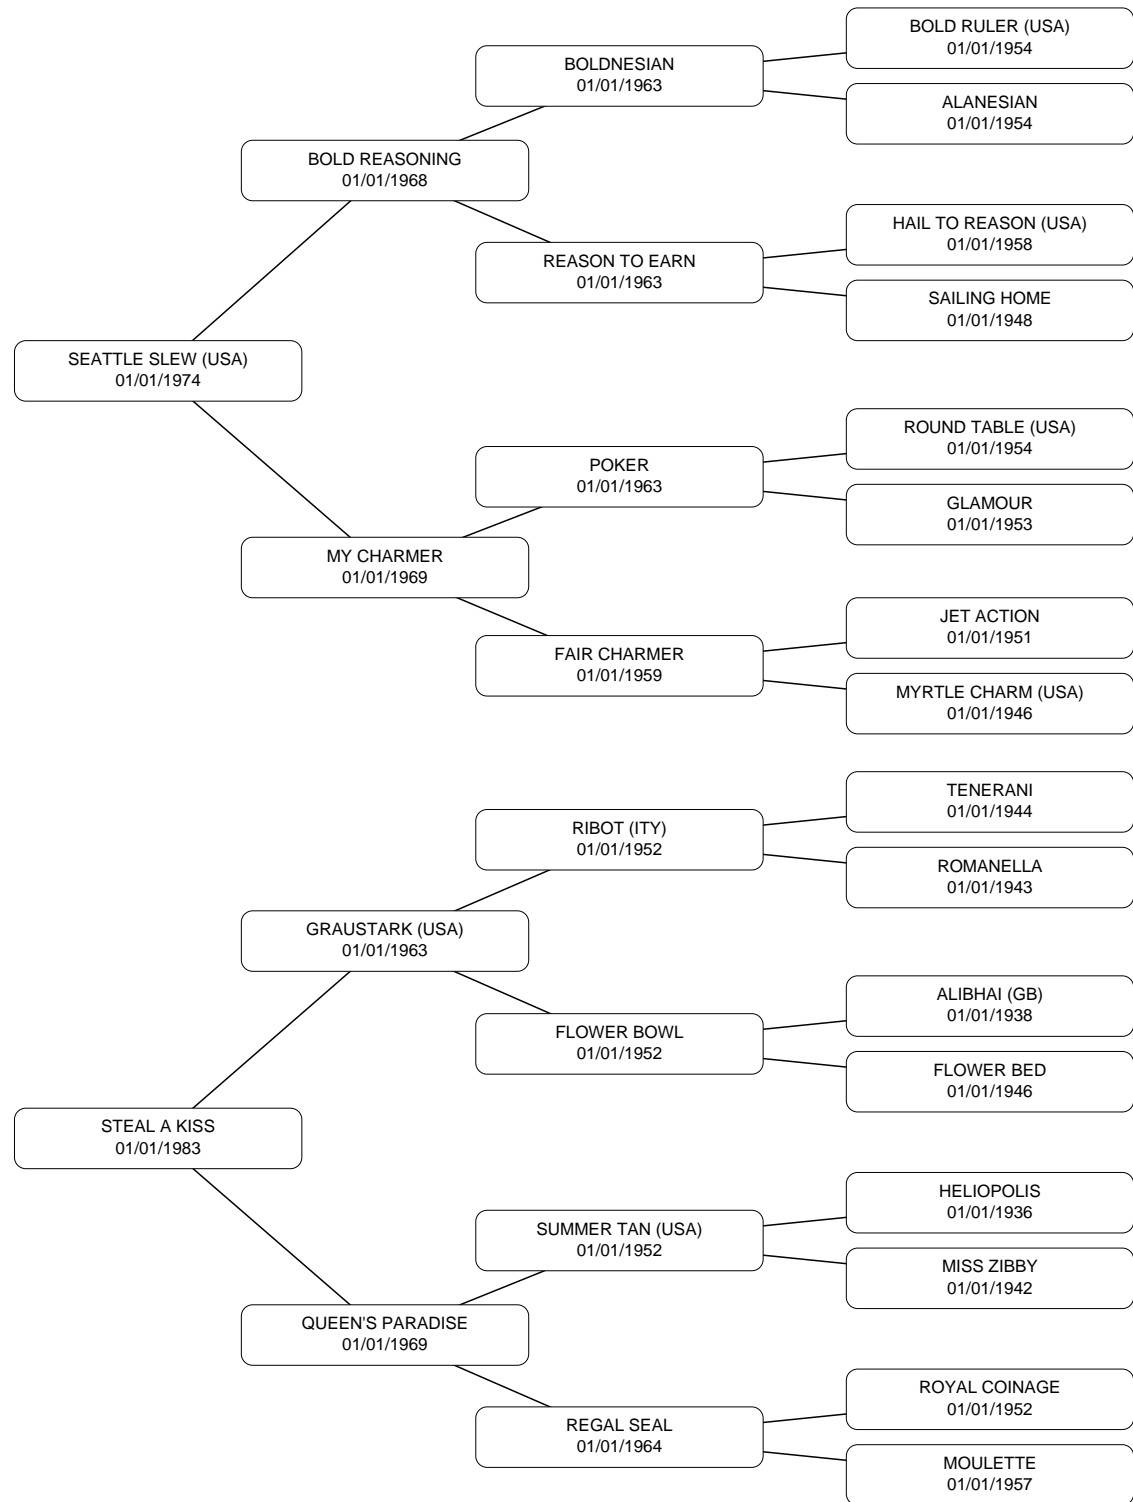 BOLD RULER (USA)
01/01/1954
BOLDNESIAN
01/01/1963
ALANESIAN
01/01/1954
BOLD REASONING
01/01/1968
HAIL TO REASON (USA)
01/01/1958
REASON TO EARN
01/01/1963
SAILING HOME
01/01/1948
SEATTLE SLEW (USA)
01/01/1974
ROUND TABLE (USA)
01/01/1954
POKER
01/01/1963
GLAMOUR
01/01/1953
MY CHARMER
01/01/1969
JET ACTION
01/01/1951
FAIR CHARMER
01/01/1959
MYRTLE CHARM (USA)
01/01/1946
TENERANI
01/01/1944
RIBOT (ITY)
01/01/1952
ROMANELLA
01/01/1943
GRAUSTARK (USA)
01/01/1963
ALIBHAI (GB)
01/01/1938
FLOWER BOWL
01/01/1952
FLOWER BED
01/01/1946
STEAL A KISS
01/01/1983
HELIOPOLIS
01/01/1936
SUMMER TAN (USA)
01/01/1952
MISS ZIBBY
01/01/1942
QUEEN'S PARADISE
01/01/1969
ROYAL COINAGE
01/01/1952
REGAL SEAL
01/01/1964
MOULETTE
01/01/1957